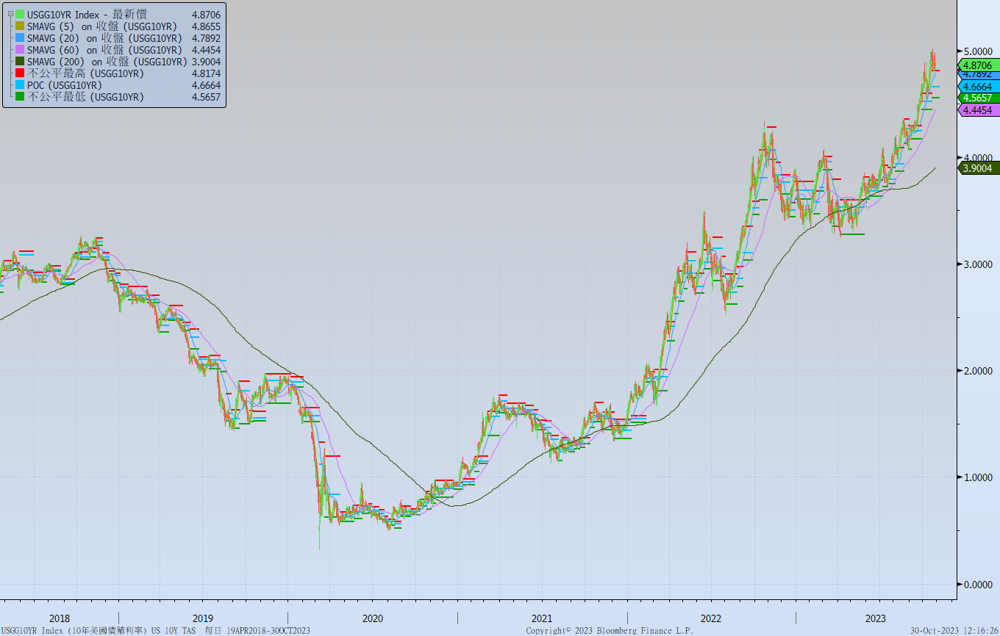 USGG10YR Index - 最新價 4.8706
SMAVG (5) on 收盤 (USGG10YR) 4.8655
SMAVG (20) on 收盤 (USGG10YR) 4.7892
SMAVG (60) on 收盤 (USGG10YR) 4.4454
SMAVG (200) on 收盤 (USGG10YR) 3.9004
不公平最高 (USGG10YR) 4.8174
POC (USGG10YR) 4.6664
不公平最低 (USGG10YR) 4.5657
5.0000
4.8706
4.7892
4.6664
4.5657
4.4454
4.0000
3.9004
3.0000
2.0000
1.0000
0.0000
2018 2019 2020 2021 2022 2023
USGG10YR Index (10年美國債殖利率) US 10Y TAS 每日 19APR2018-30OCT2023 Copyright© 2023 Bloomberg Finance L.P. 30-Oct-2023 12:16:26